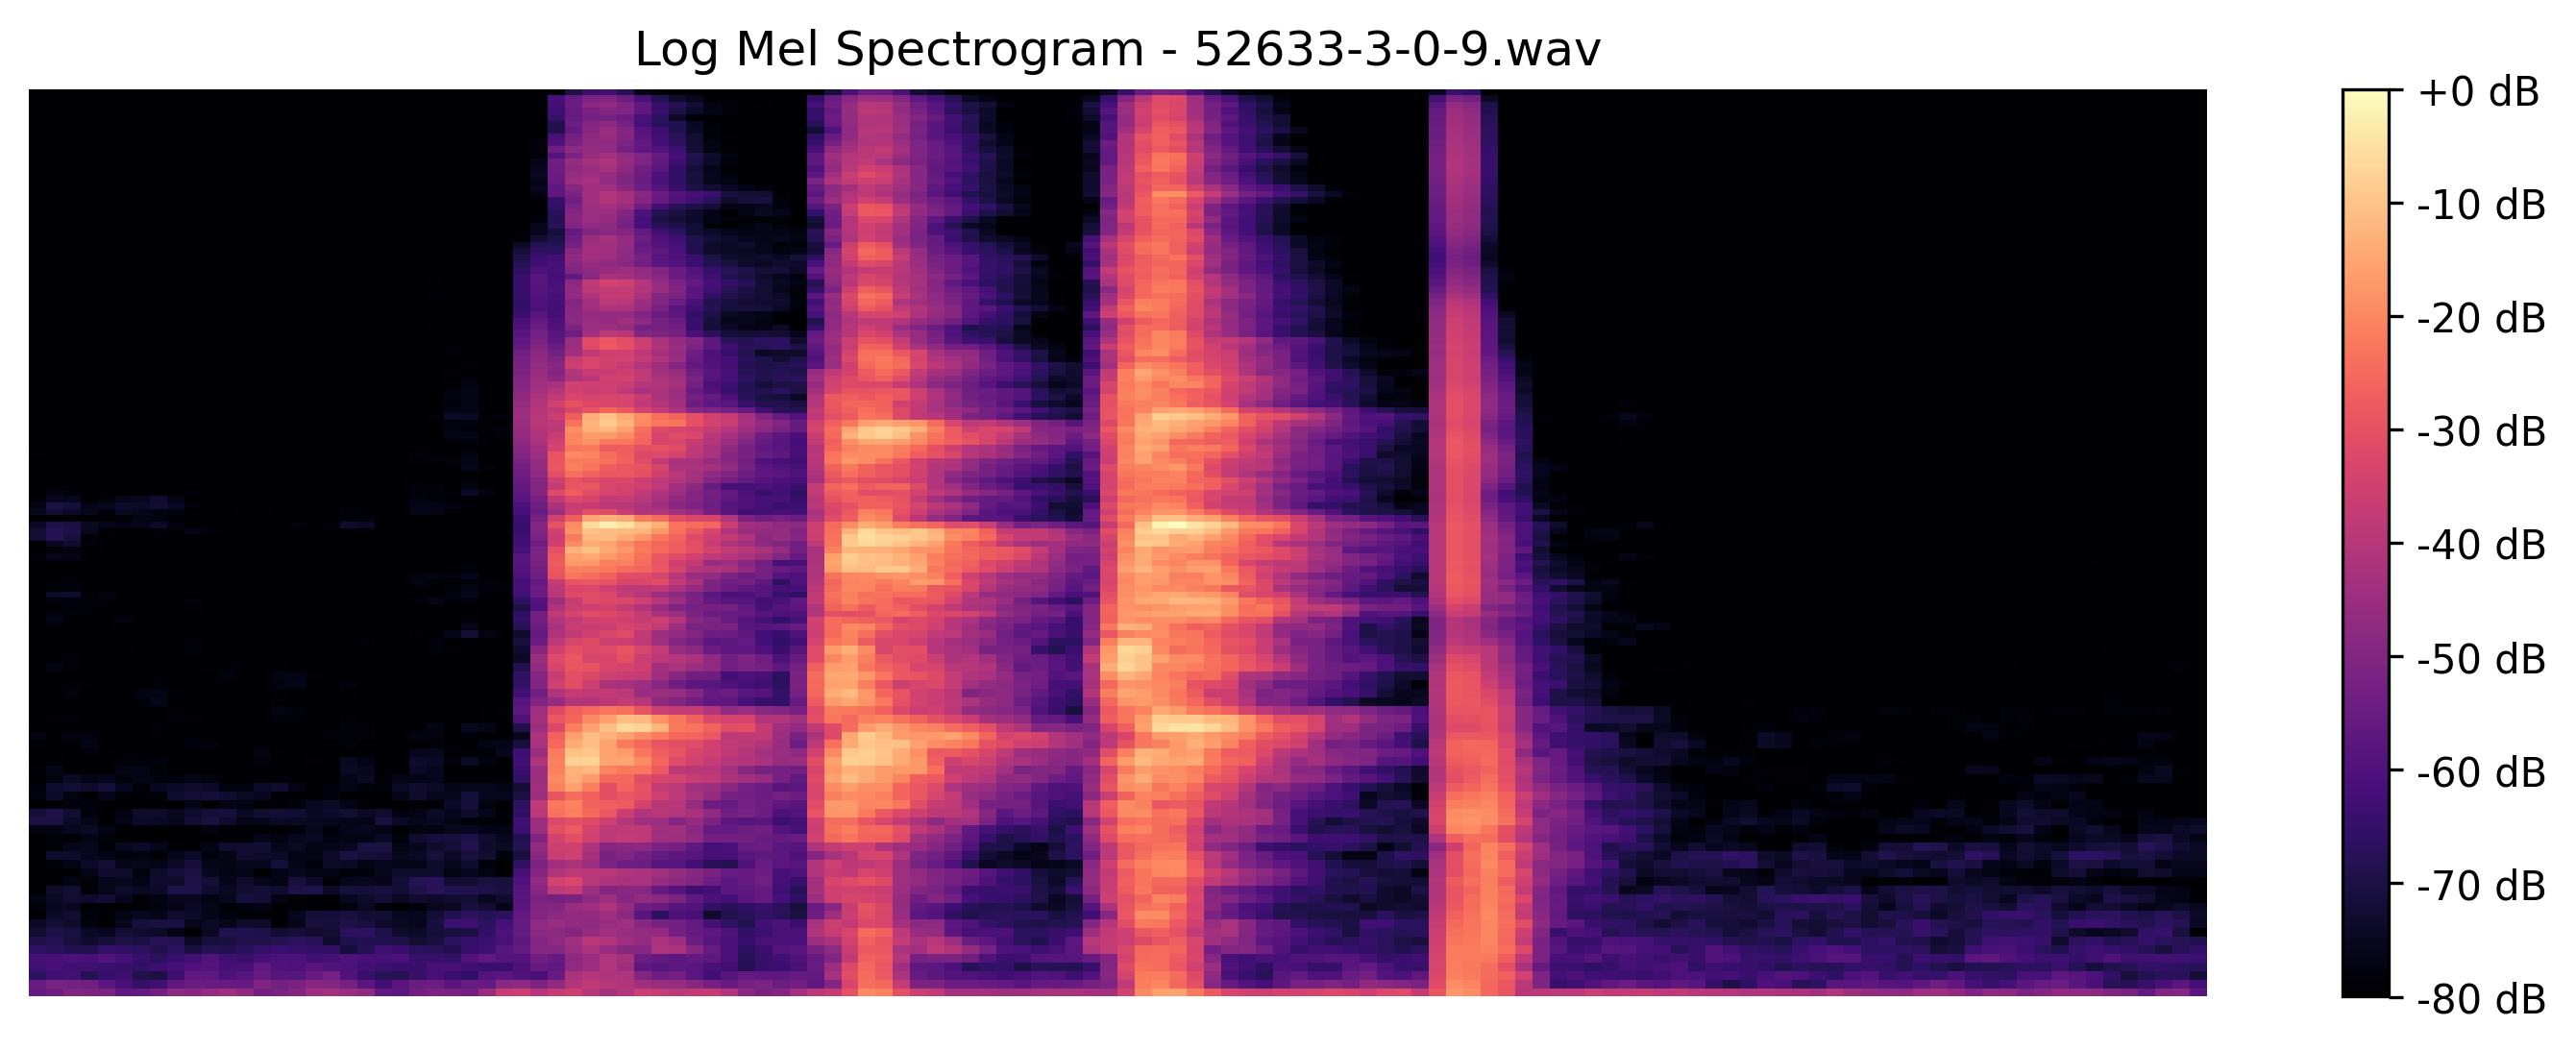 Log Mel Spectrogram - 52633-3-0-9.wav
+0 dB
-10 dB
-20 dB
-30 dB
-40 dB
-50 dB
-60 dB
-70 dB
-80 dB